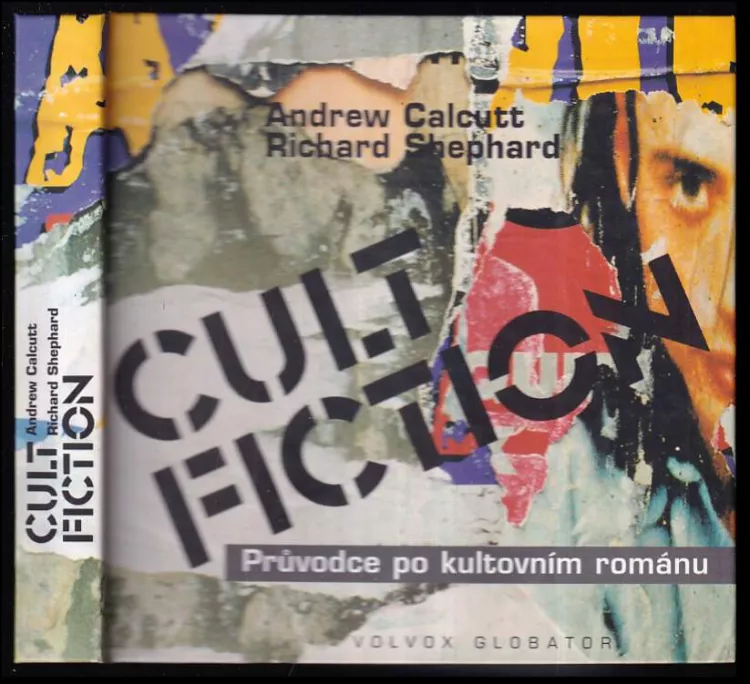 Andrew Calcutt
Richard Shephard
CULT
FICTION
Průvodce po kultovním románu
VOLVOX GLOBATOR
CULT
FICTION
Andrew Calcutt
Richard Shephard